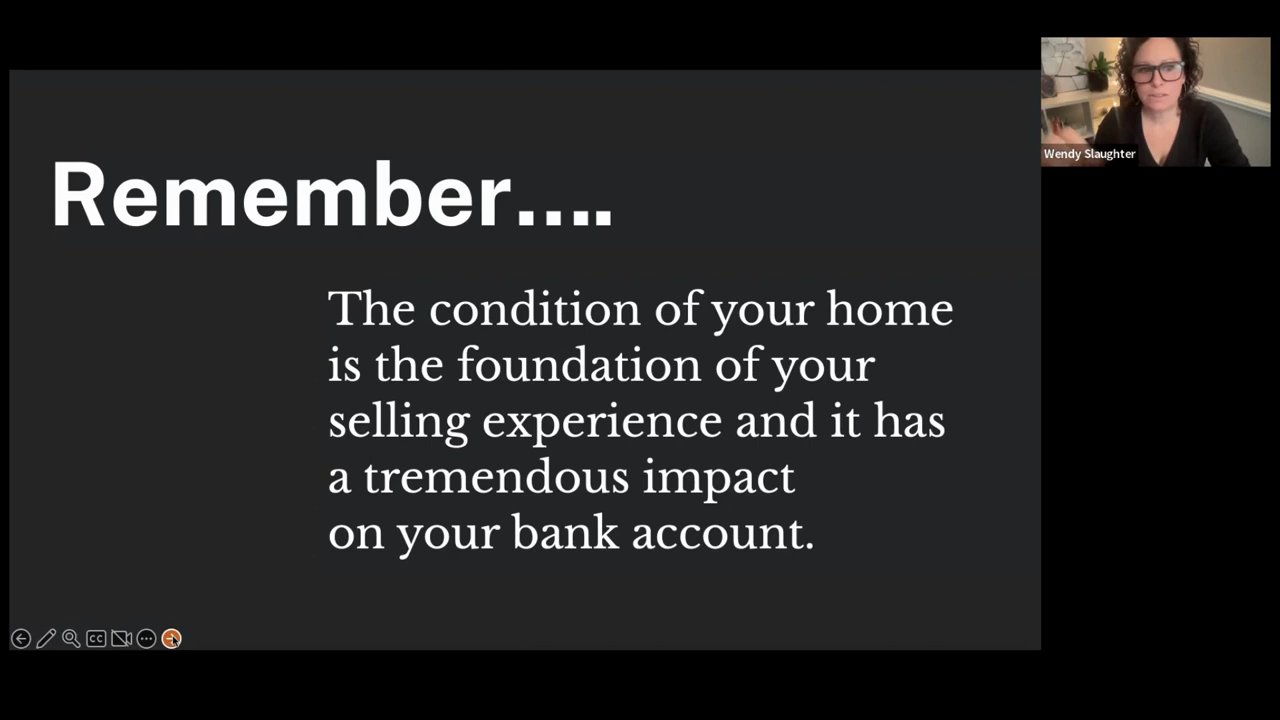 Remember....
The condition of your home
is the foundation of your
selling experience and it has
a tremendous impact
on your bank account.
Wendy Slaughter
CC